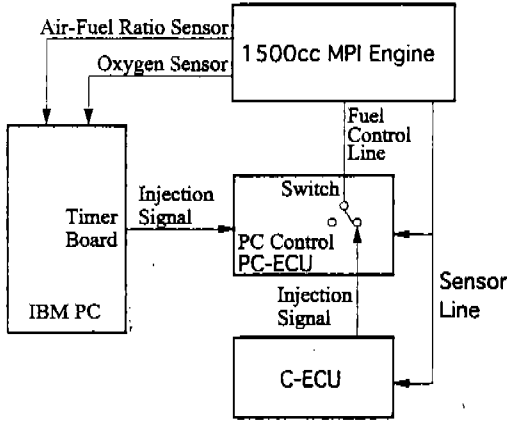 Air-Fuel Ratio Sensor
1500cc MPI Engine
Oxygen Sensor
Fuel
Control
Line
Injection
Signal
Switch
Timer
Board
PC Control
PC-ECU
IBM PC
Injection
Signal
Sensor
Line
C-ECU